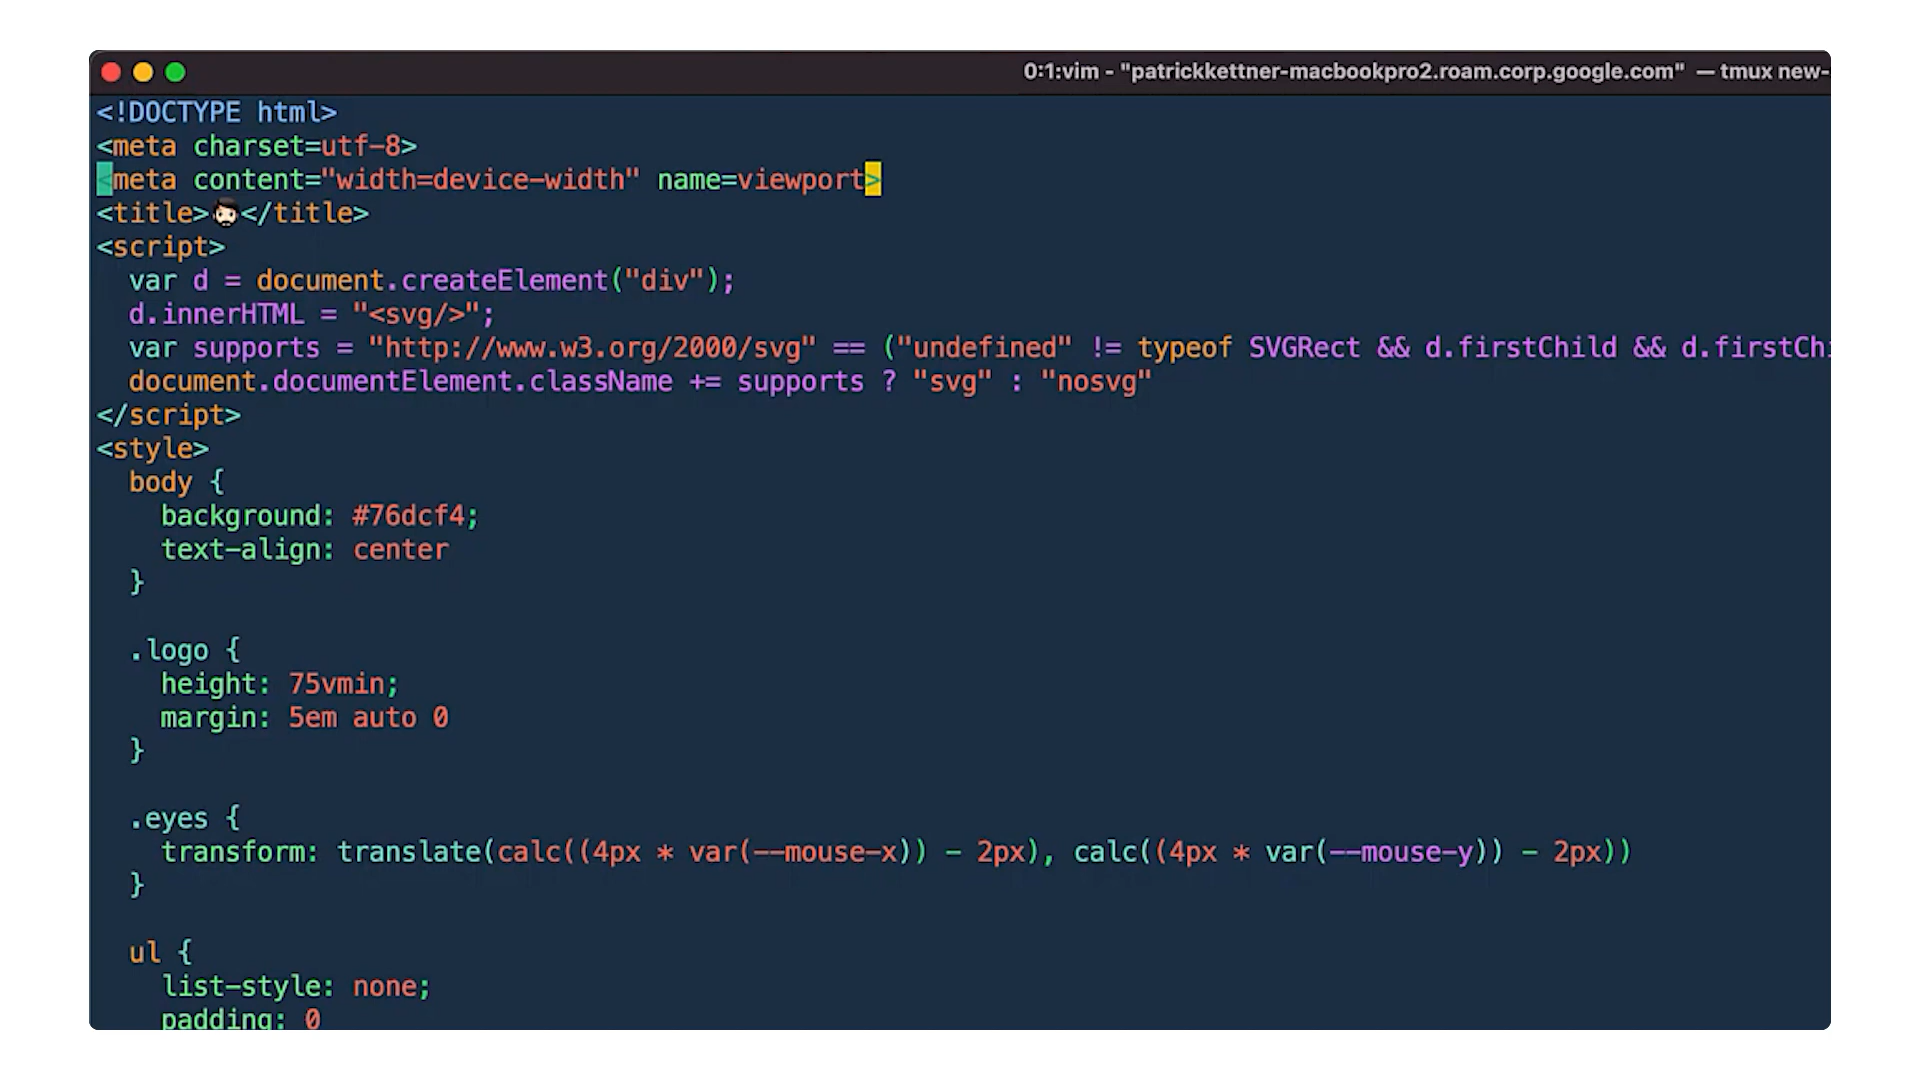 0:1:vim - "patrickkettner-macbookpro2.roam.corp.google.com" — tmux new-
<!DOCTYPE html>
<meta charset=utf-8>
<meta content="width=device-width" name=viewport>
<title>🧔🏻</title>
<script>
  var d = document.createElement("div");
  d.innerHTML = "<svg/>";
  var supports = "http://www.w3.org/2000/svg" == ("undefined" != typeof SVGRect && d.firstChild && d.firstChi
  document.documentElement.className += supports ? "svg" : "nosvg"
</script>
<style>
  body {
    background: #76dcf4;
    text-align: center
  }
  .logo {
    height: 75vmin;
    margin: 5em auto 0
  }
  .eyes {
    transform: translate(calc((4px * var(--mouse-x)) - 2px), calc((4px * var(--mouse-y)) - 2px))
  }
  ul {
    list-style: none;
    padding: 0